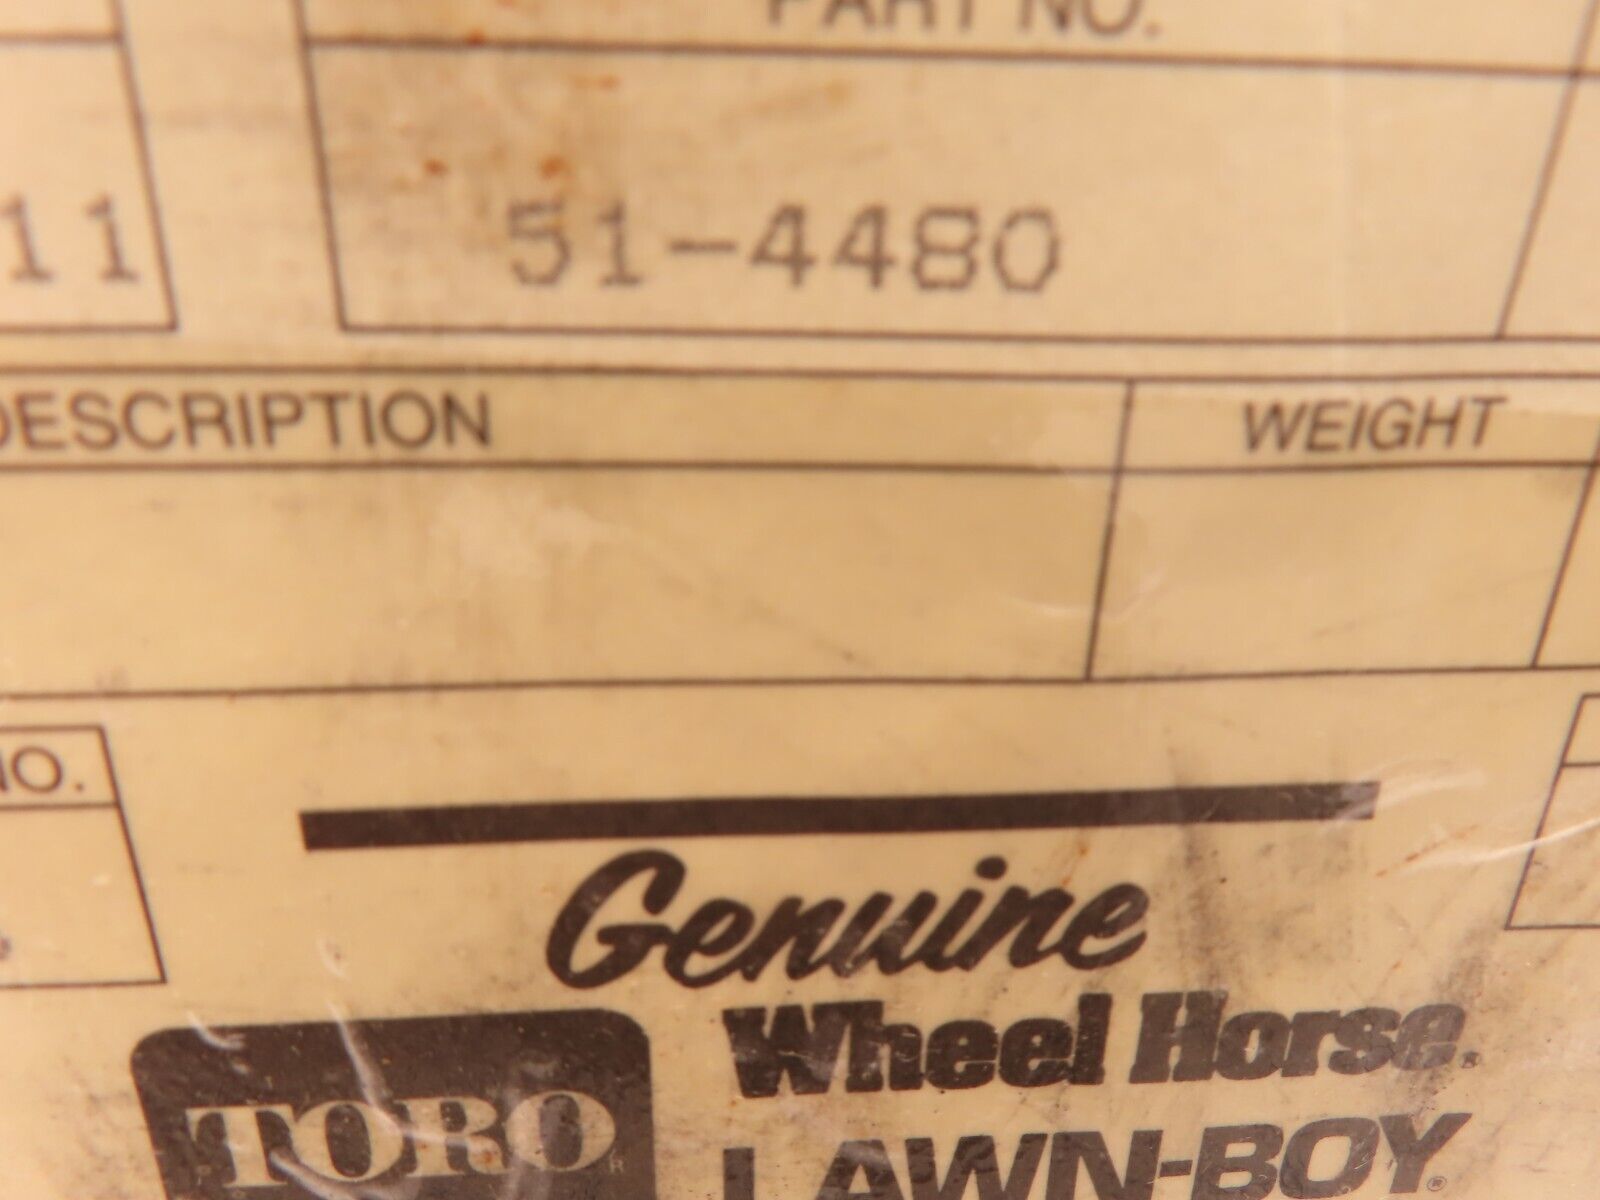 PART NO.
11
51-4480
DESCRIPTION
WEIGHT
NO.
Genuine
Wheel Horse®
TORO®
LAWN-BOY®